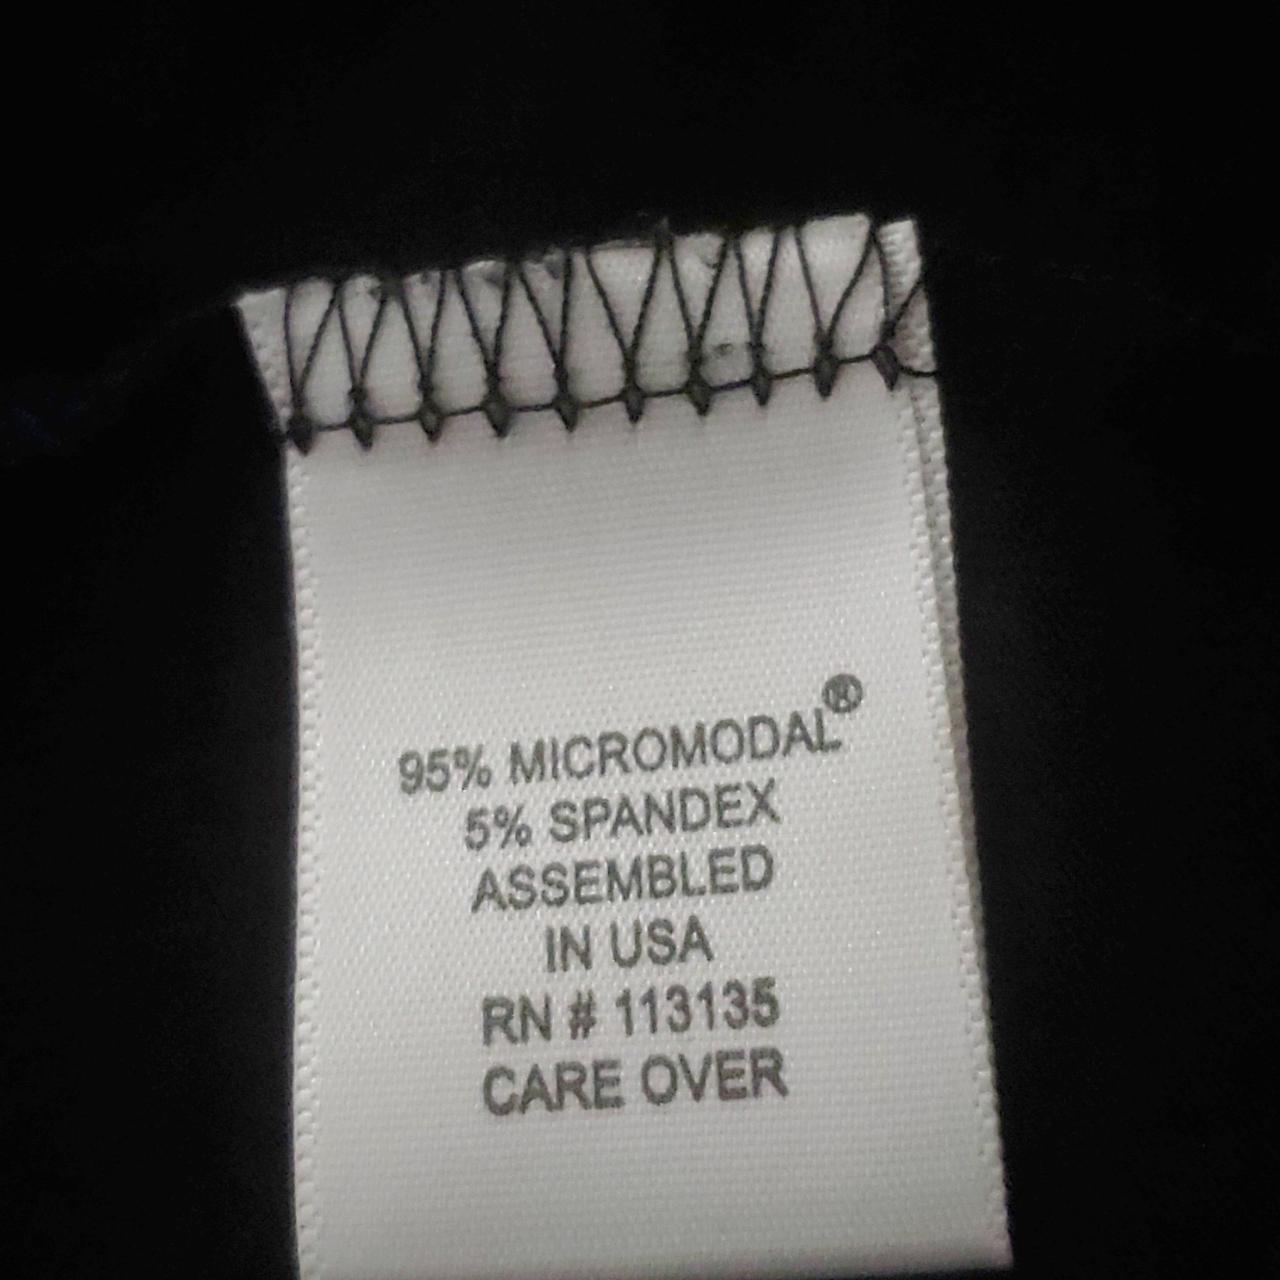 95% MICROMODAL®
5% SPANDEX
ASSEMBLED
IN USA
RN # 113135
CARE OVER